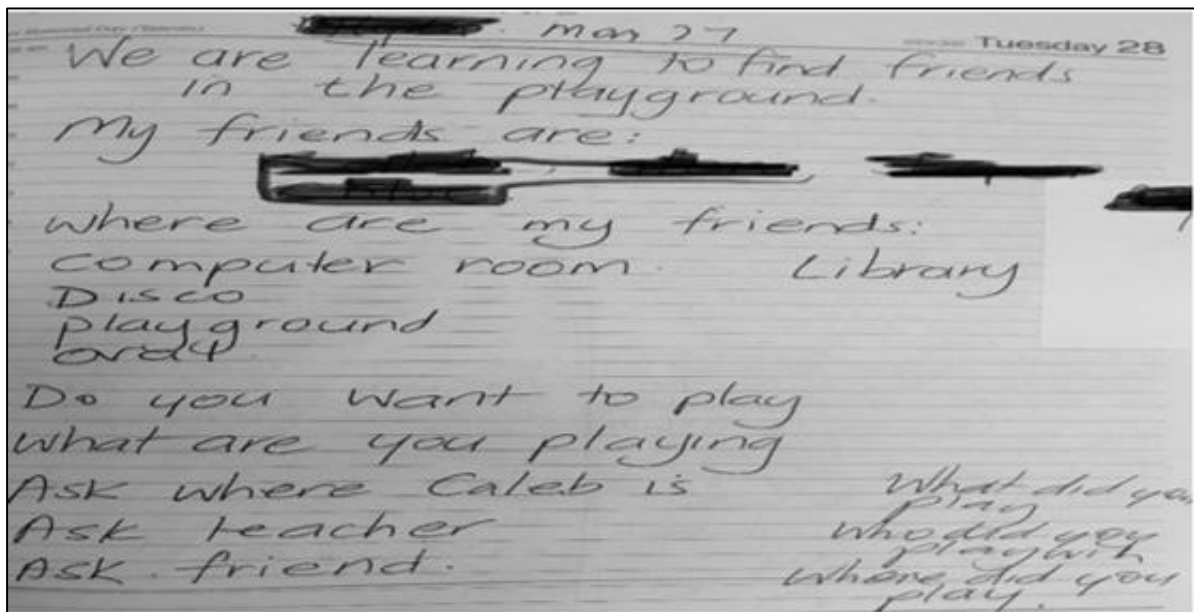 Mon 27
Tuesday 28
We are learning to find friends
in the playground.
My friends are:
where are my friends:
computer room. Library
Disco
playground
Do you want to play
What are you playing
Ask where Caleb is
Ask teacher
Ask friend.
What did you
play
who did you
play with
where did you
play.